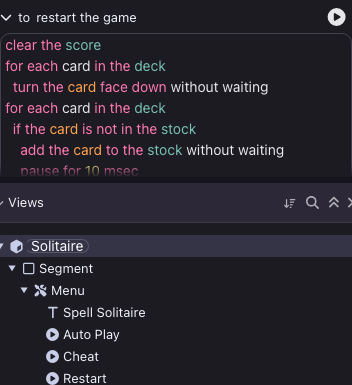 to restart the game
clear the score
for each card in the deck
turn the card face down without waiting
for each card in the deck
if the card is not in the stock
add the card to the stock without waiting
pause for 10 msec
Views
Solitaire
Segment
Menu
Spell Solitaire
Auto Play
Cheat
Restart